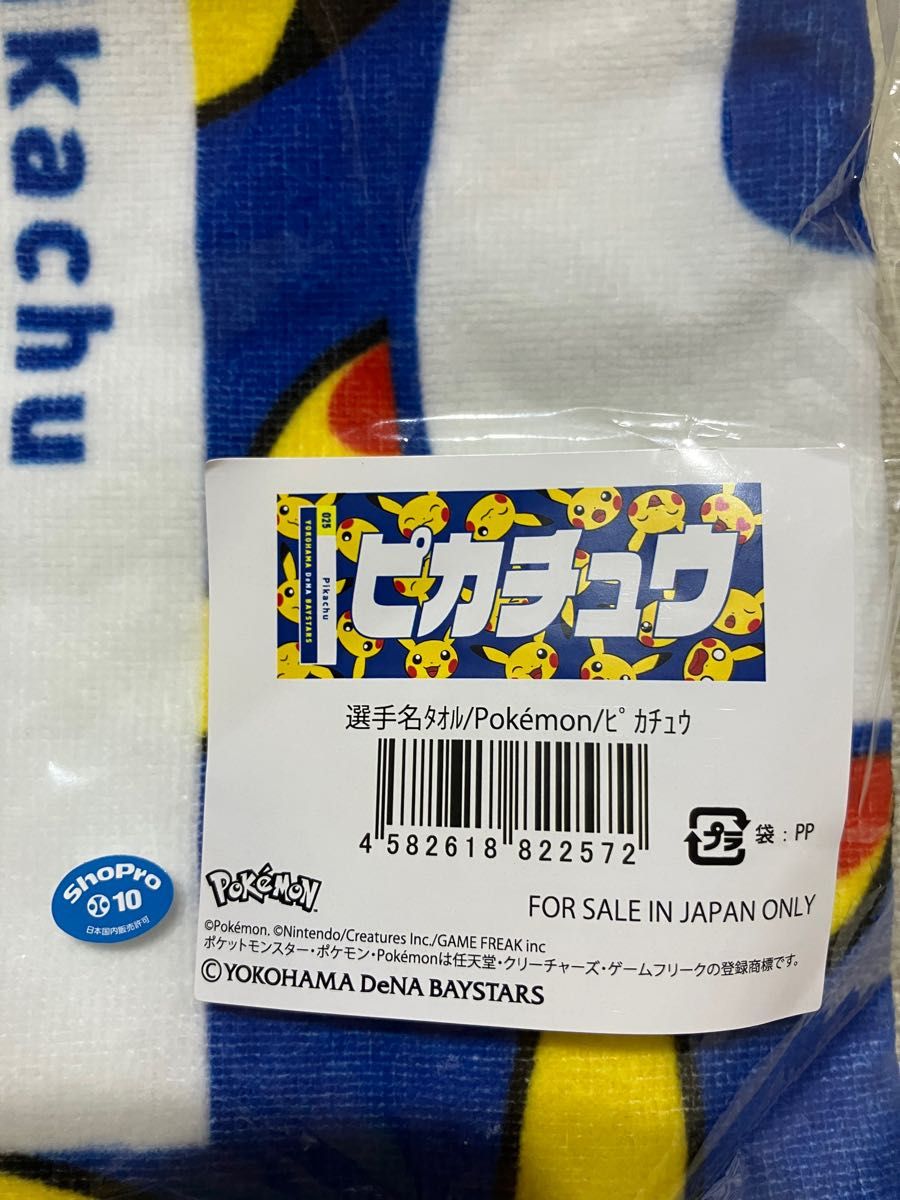 kachu
025
YOKOHAMA DeNA BAYSTARS
Pikachu
ピカチュウ
選手名ﾀｵﾙ/Pokémon/ﾋﾟｶﾁｭｳ
4 582618 822572
プラ
袋：PP
ShoPro
10
日本国内販売許可
POKÉMON
FOR SALE IN JAPAN ONLY
©Pokémon. ©Nintendo/Creatures Inc./GAME FREAK inc
ポケットモンスター・ポケモン・Pokémonは任天堂・クリーチャーズ・ゲームフリークの登録商標です。
©YOKOHAMA DeNA BAYSTARS